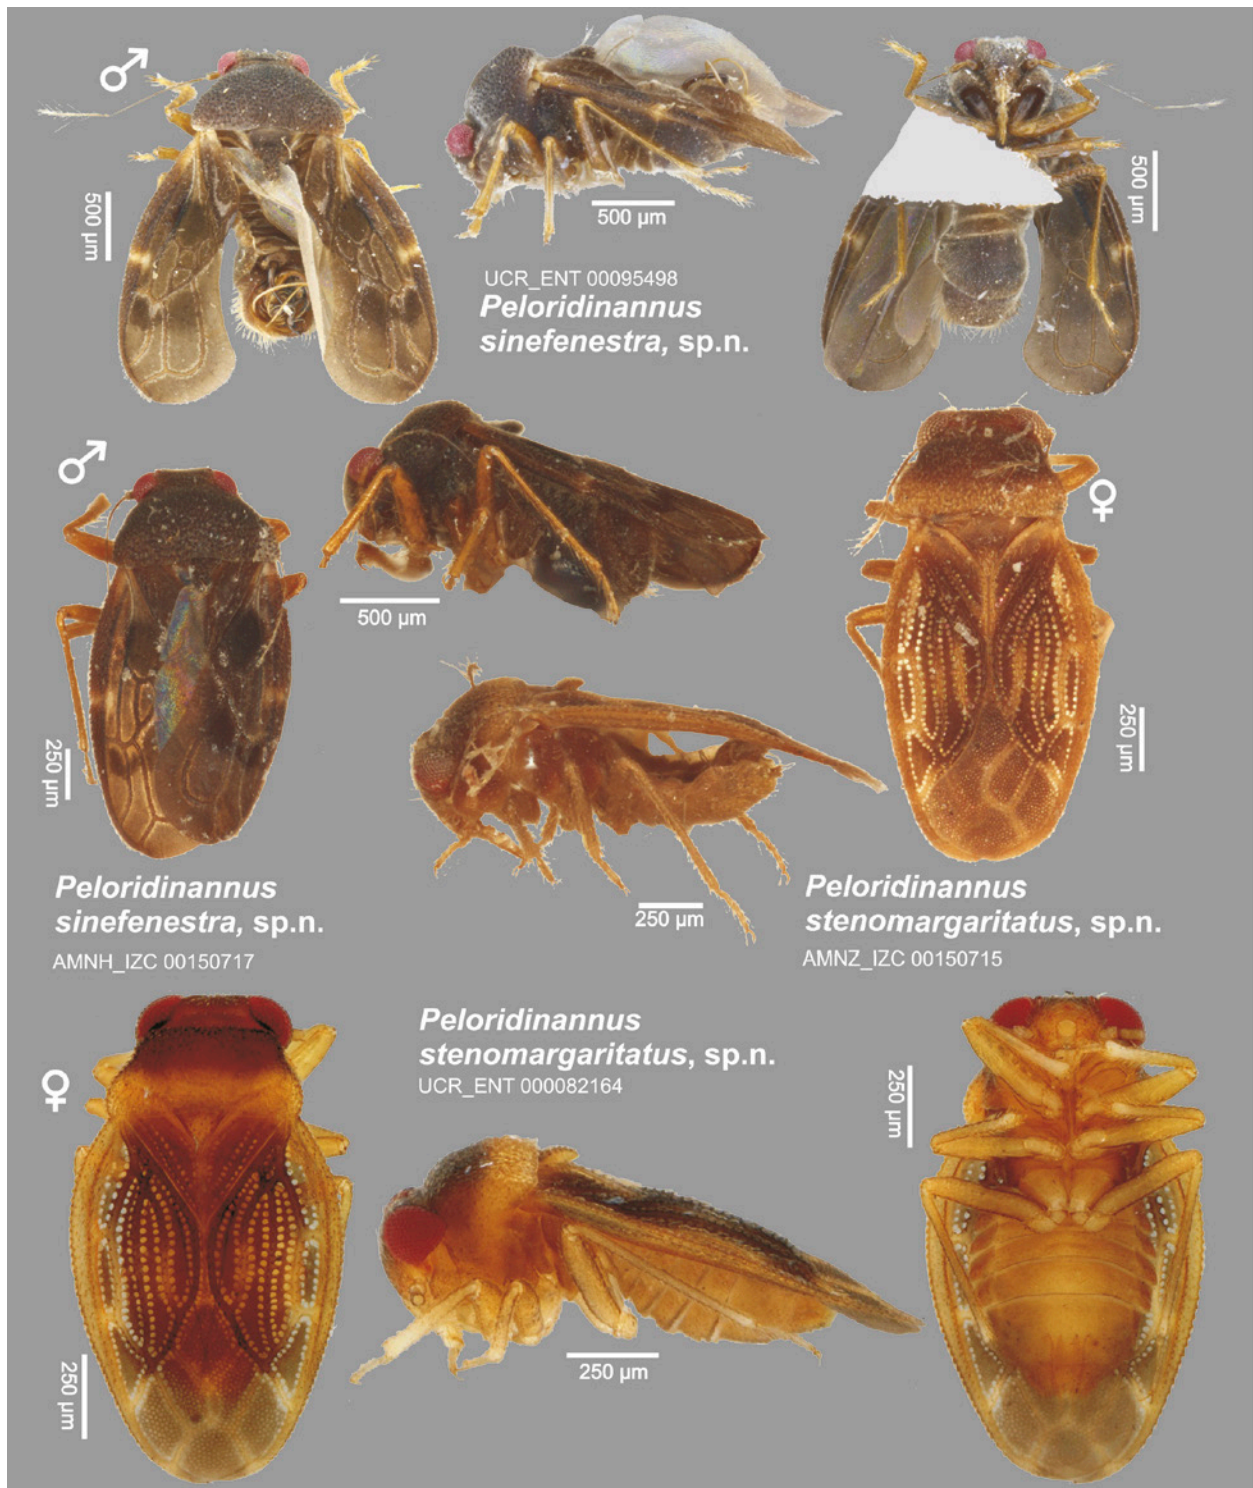 ♂
500 µm
500 µm
500 µm
UCR_ENT 00095498
Peloridinannus
sinefenestra, sp.n.
♂
♀
500 µm
250 µm
250 µm
250 µm
Peloridinannus
sinefenestra, sp.n.
AMNH_IZC 00150717
Peloridinannus
stenomargaritatus, sp.n.
AMNZ_IZC 00150715
Peloridinannus
stenomargaritatus, sp.n.
UCR_ENT 000082164
♀
250 µm
250 µm
250 µm